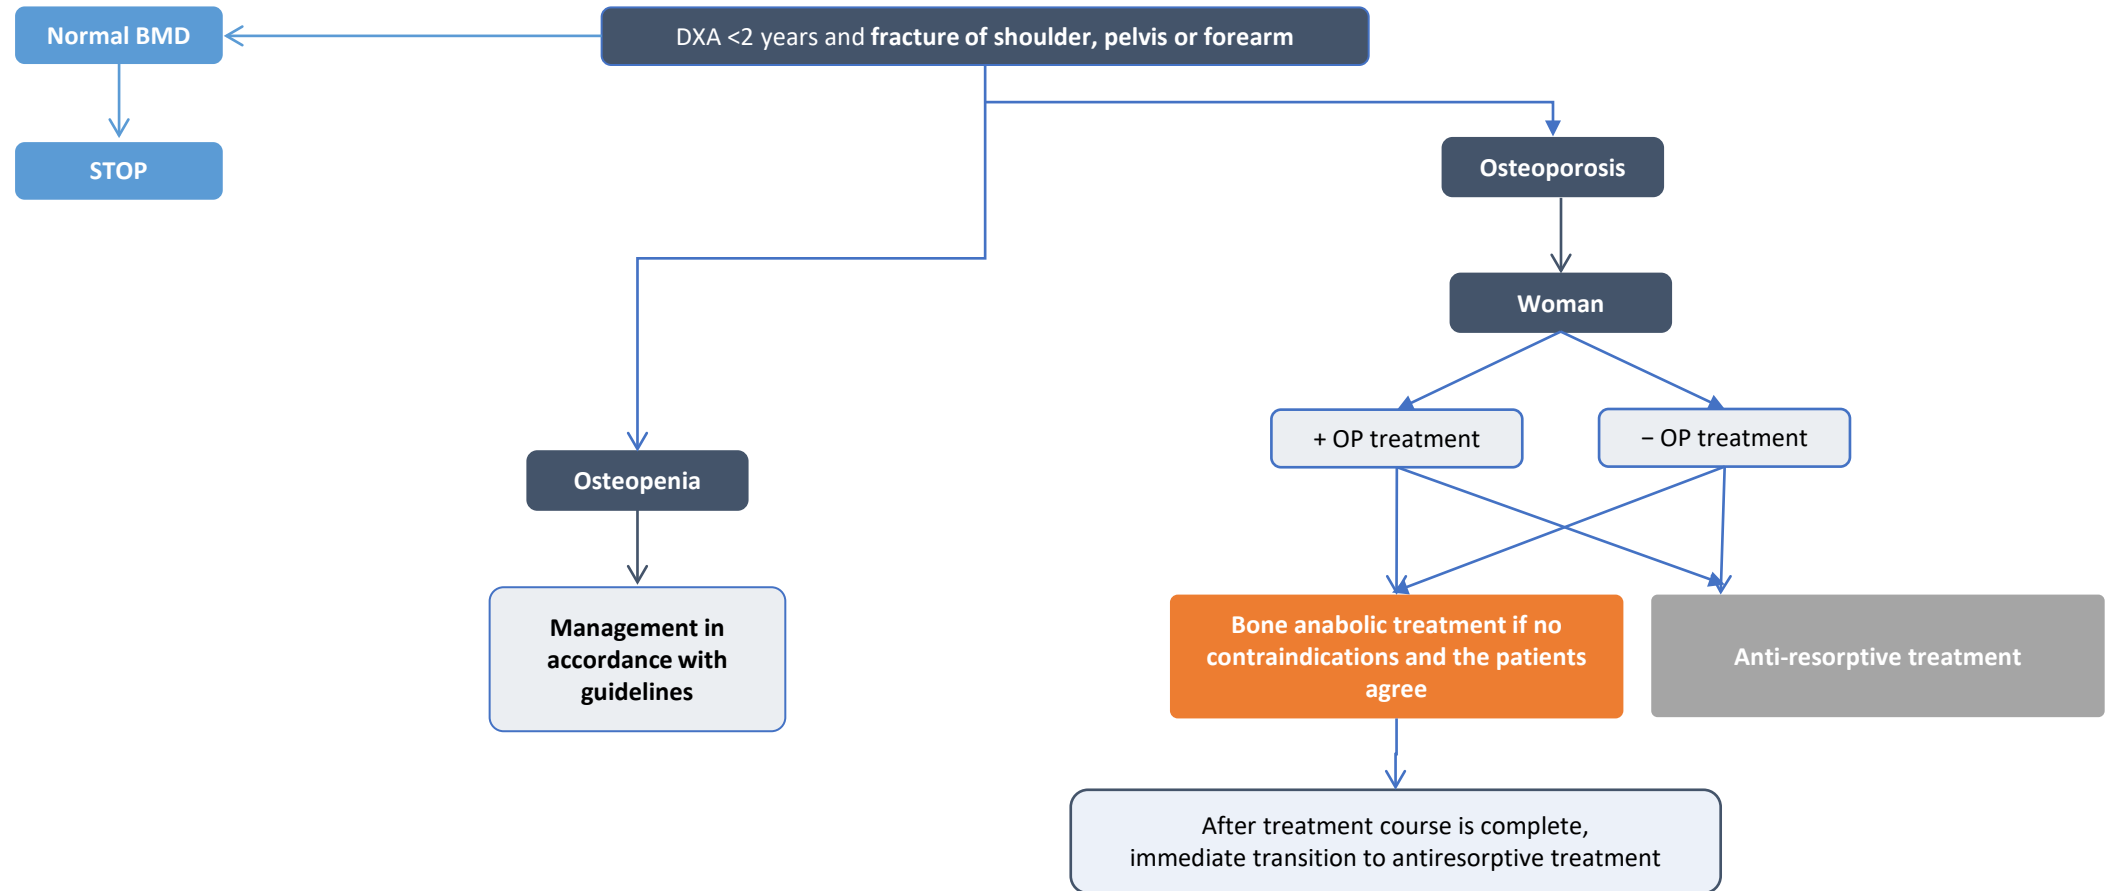 Normal BMD
DXA <2 years and fracture of shoulder, pelvis or forearm
STOP
Osteoporosis
Woman
+ OP treatment
− OP treatment
Osteopenia
Management in
accordance with
guidelines
Bone anabolic treatment if no
contraindications and the patients
agree
Anti-resorptive treatment
After treatment course is complete,
immediate transition to antiresorptive treatment